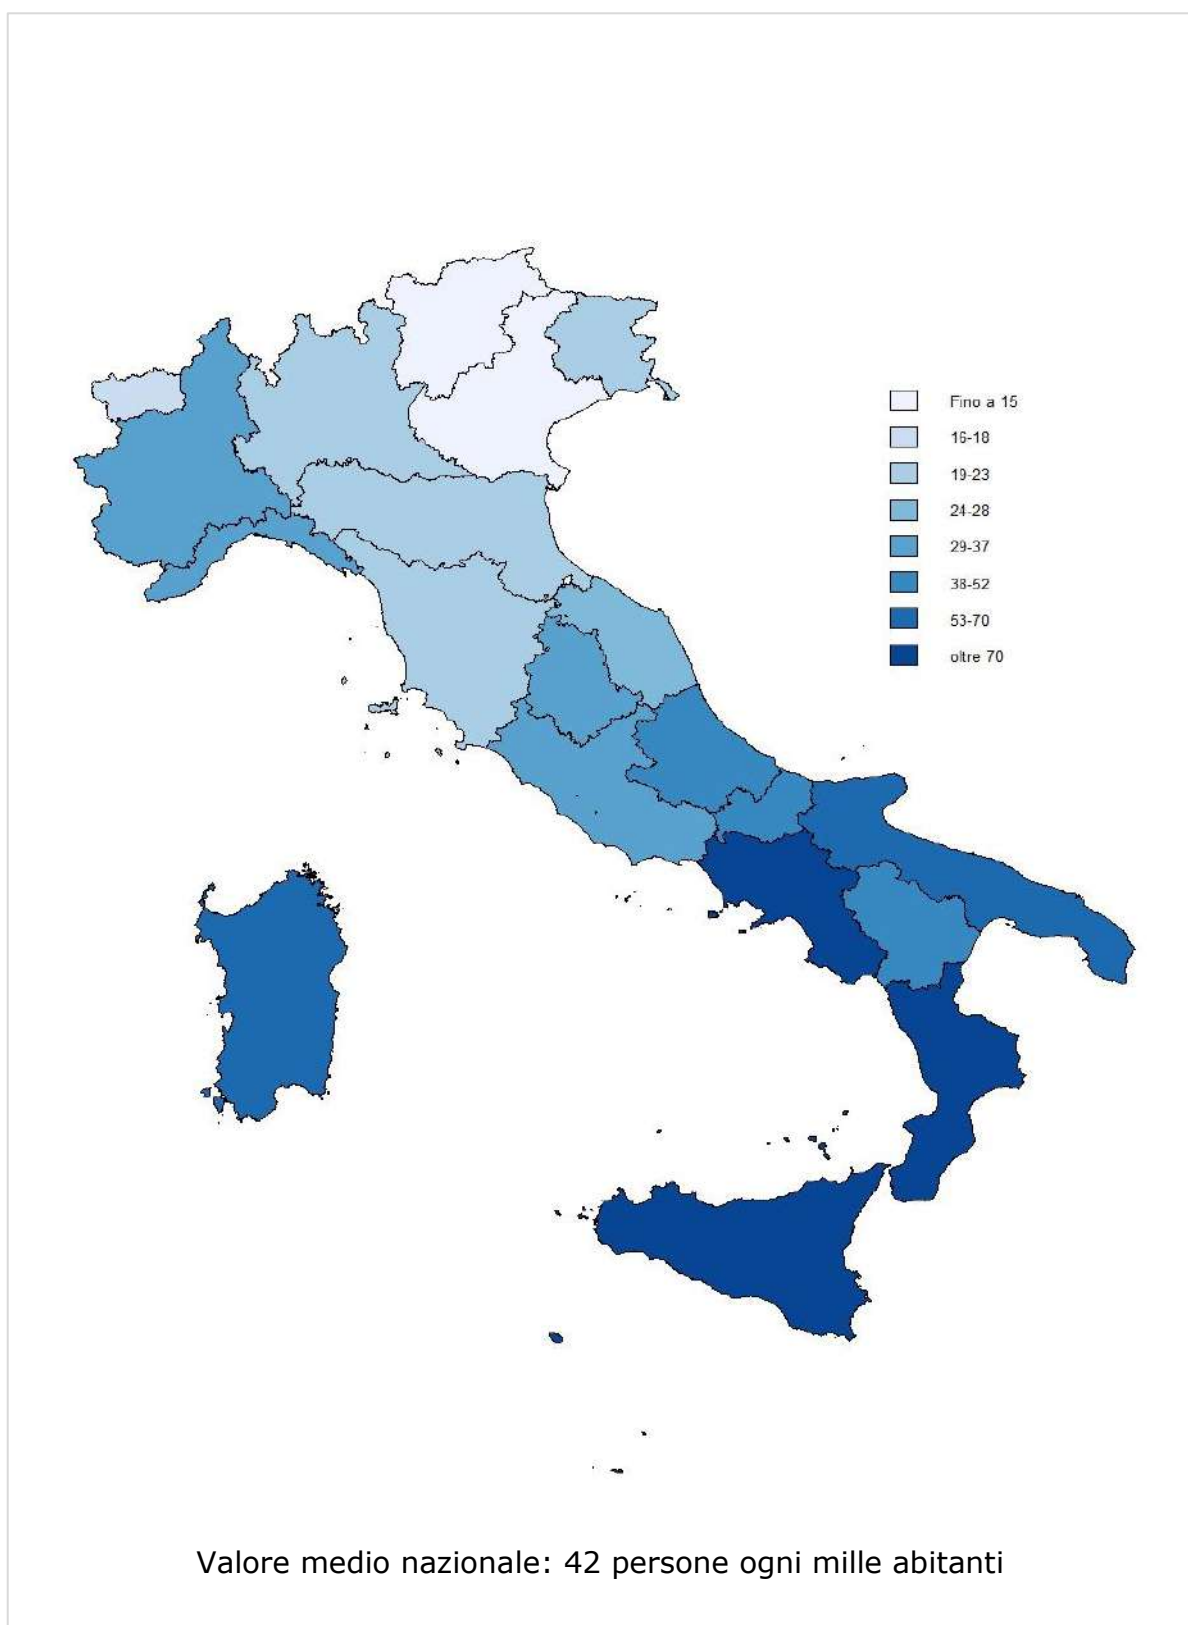 Fino a 15
16-18
19-23
24-28
29-37
38-52
53-70
oltre 70
Valore medio nazionale: 42 persone ogni mille abitanti